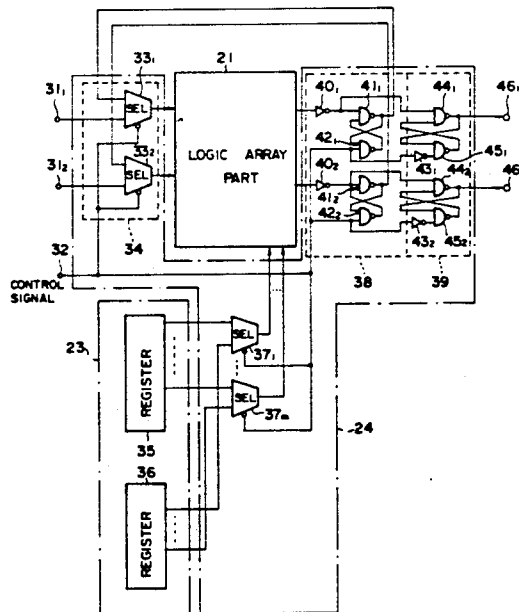 21
33₁
SEL
31₁
33₂
31₂
SEL
34
32
CONTROL
SIGNAL
LOGIC ARRAY
PART
40₁
41₁
44₁
46₁
42₁
45₁
40₂
43₁
44₂
41₂
46
42₂
43₂
45₂
38
39
23
REGISTER
35
SEL
37₁
SEL
37m
24
36
REGISTER